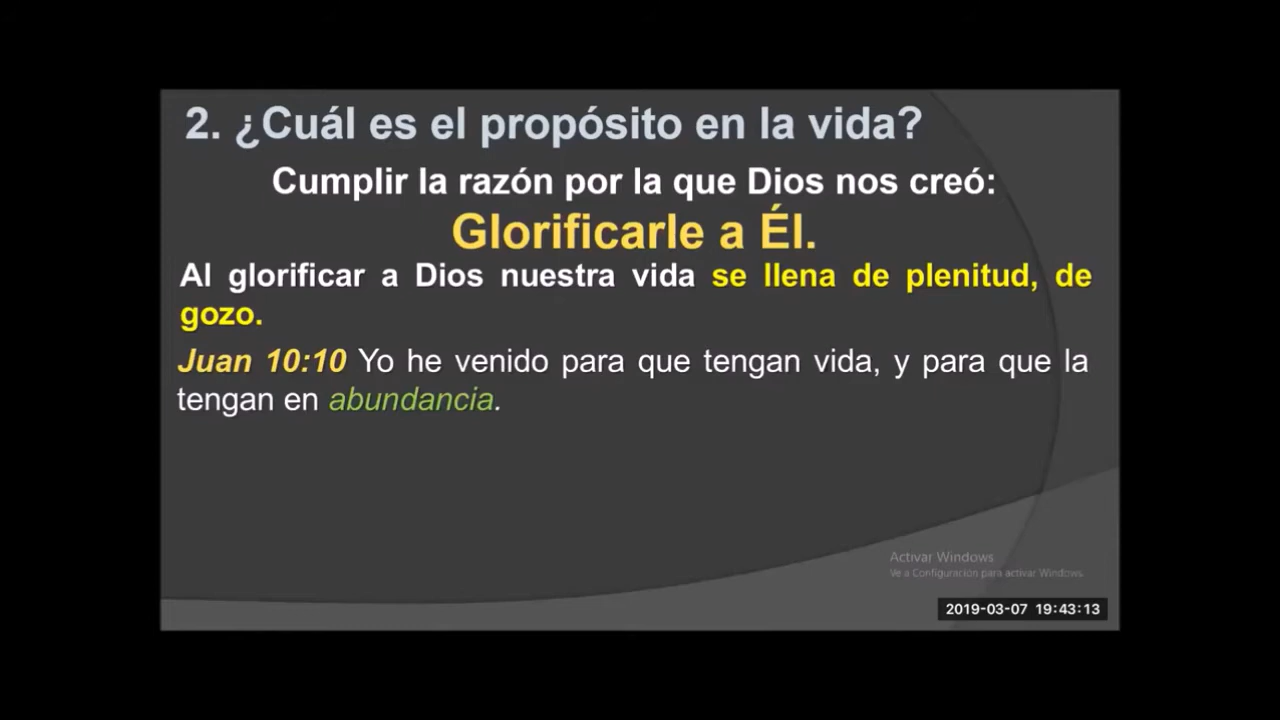 2. ¿Cuál es el propósito en la vida?
Cumplir la razón por la que Dios nos creó:
Glorificarle a Él.
Al glorificar a Dios nuestra vida se llena de plenitud, de
gozo.
Juan 10:10 Yo he venido para que tengan vida, y para que la
tengan en abundancia.
Activar Windows
Ve a Configuración para activar Windows.
2019-03-07 19:43:13